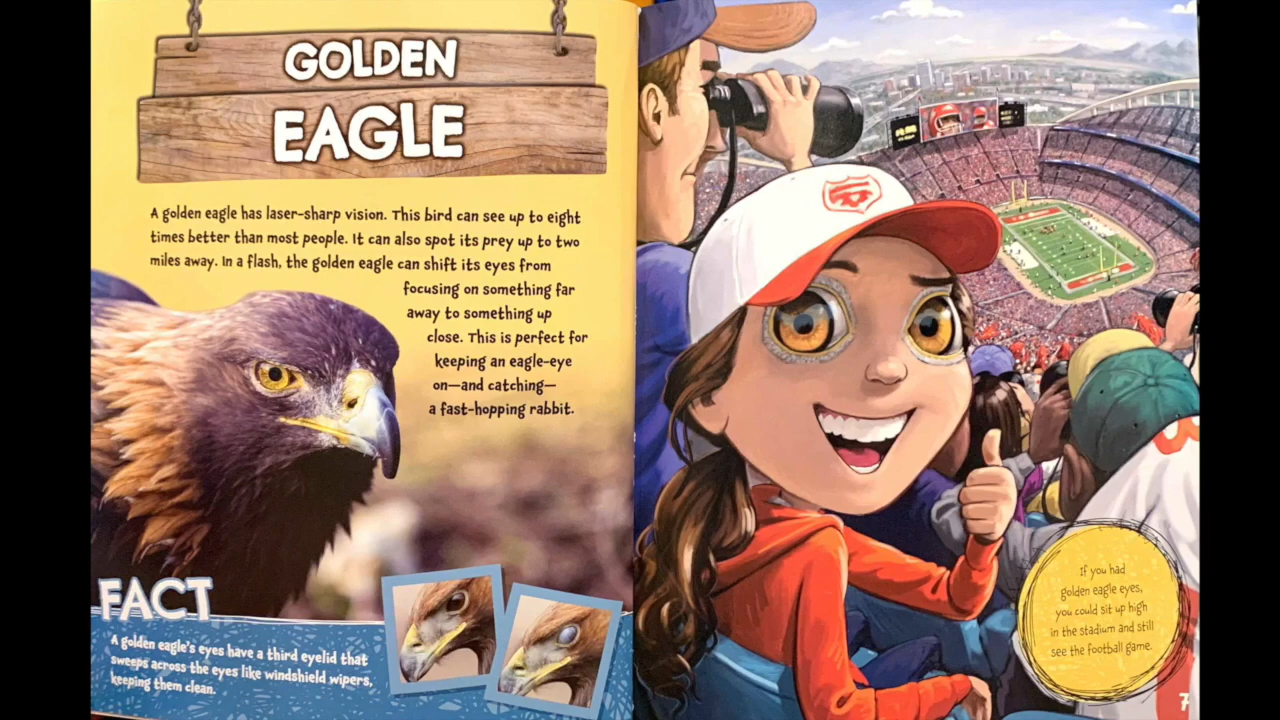 GOLDEN
EAGLE
A golden eagle has laser-sharp vision. This bird can see up to eight
times better than most people. It can also spot its prey up to two
miles away. In a flash, the golden eagle can shift its eyes from
focusing on something far
away to something up
close. This is perfect for
keeping an eagle-eye
on—and catching—
a fast-hopping rabbit.
FACT
A golden eagle's eyes have a third eyelid that
sweeps across the eyes like windshield wipers,
keeping them clean.
If you had
golden eagle eyes,
you could sit up high
in the stadium and still
see the football game.
7